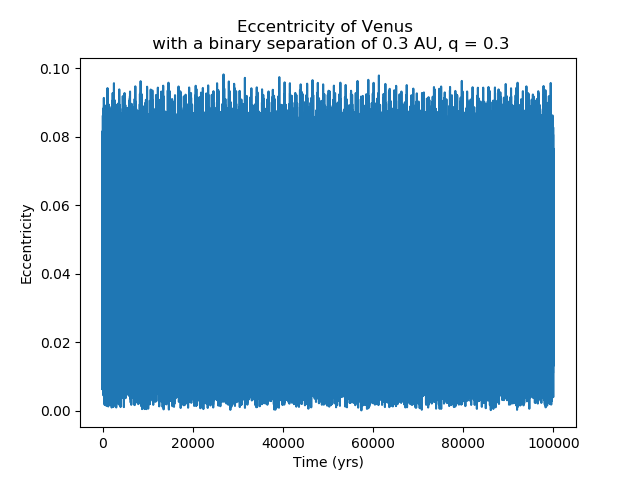 Eccentricity of Venus
with a binary separation of 0.3 AU, q = 0.3
0.10
0.08
0.06
0.04
0.02
0.00
Eccentricity
0 20000 40000 60000 80000 100000
Time (yrs)